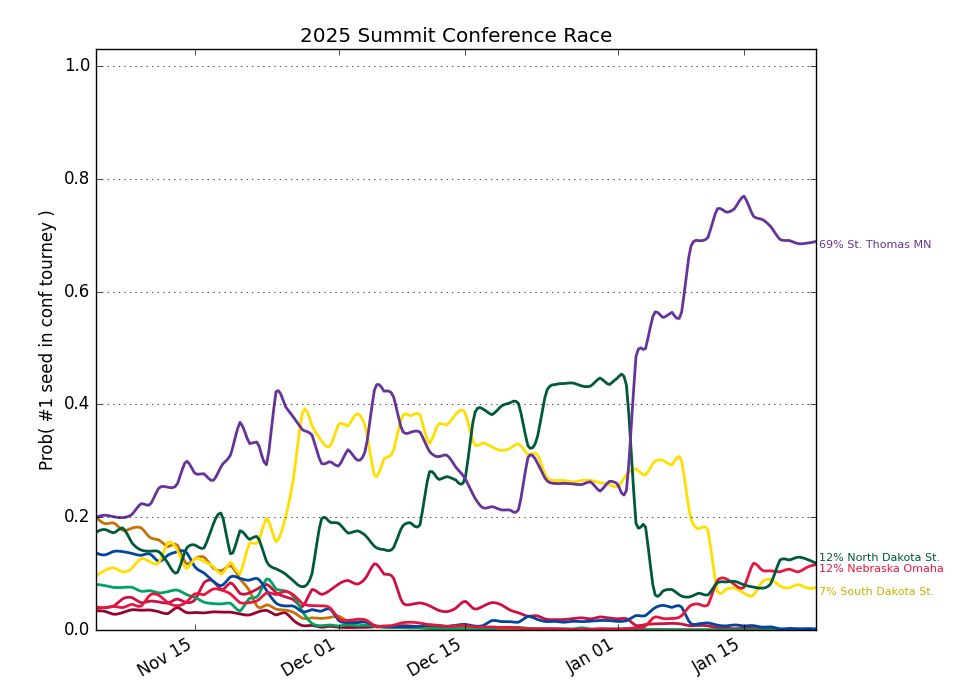 2025 Summit Conference Race
Prob( #1 seed in conf tourney )
1.0
0.8
0.6
0.4
0.2
0.0
69% St. Thomas MN
12% North Dakota St.
12% Nebraska Omaha
7% South Dakota St.
Nov 15
Dec 01
Dec 15
Jan 01
Jan 15